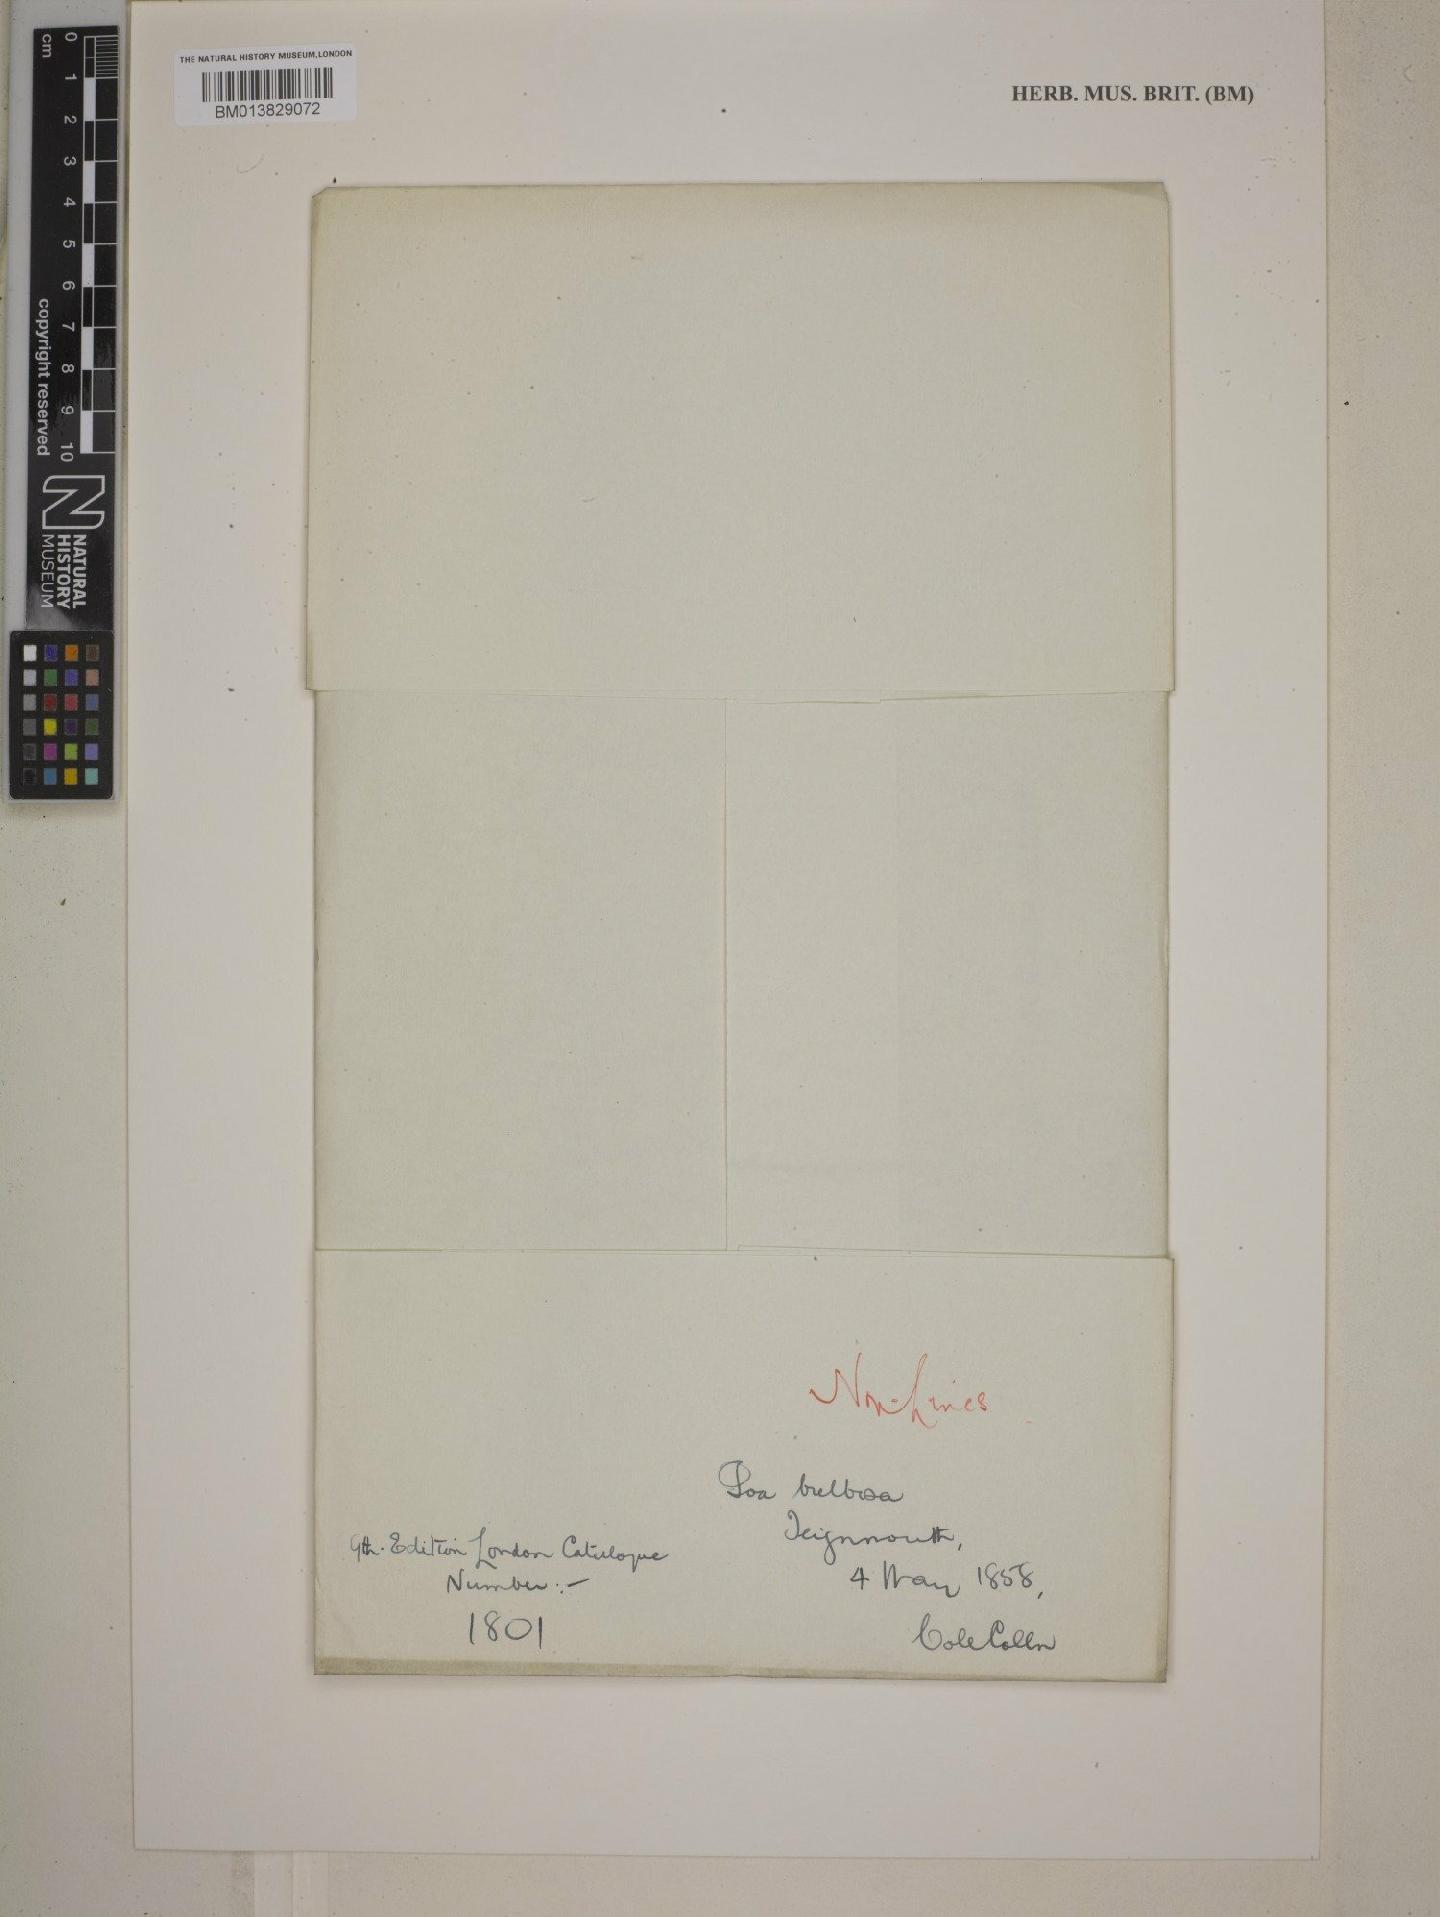 THE NATURAL HISTORY MUSEUM, LONDON
BM013829072
HERB. MUS. BRIT. (BM)
cm
0 1 2 3 4 5 6 7 8 9 10
copyright reserved
NATURAL
HISTORY
MUSEUM
Poa bulbosa
Teignmouth,
4 May 1858,
Cole Colln
9th. Edition London Catalogue
Number:-
1801